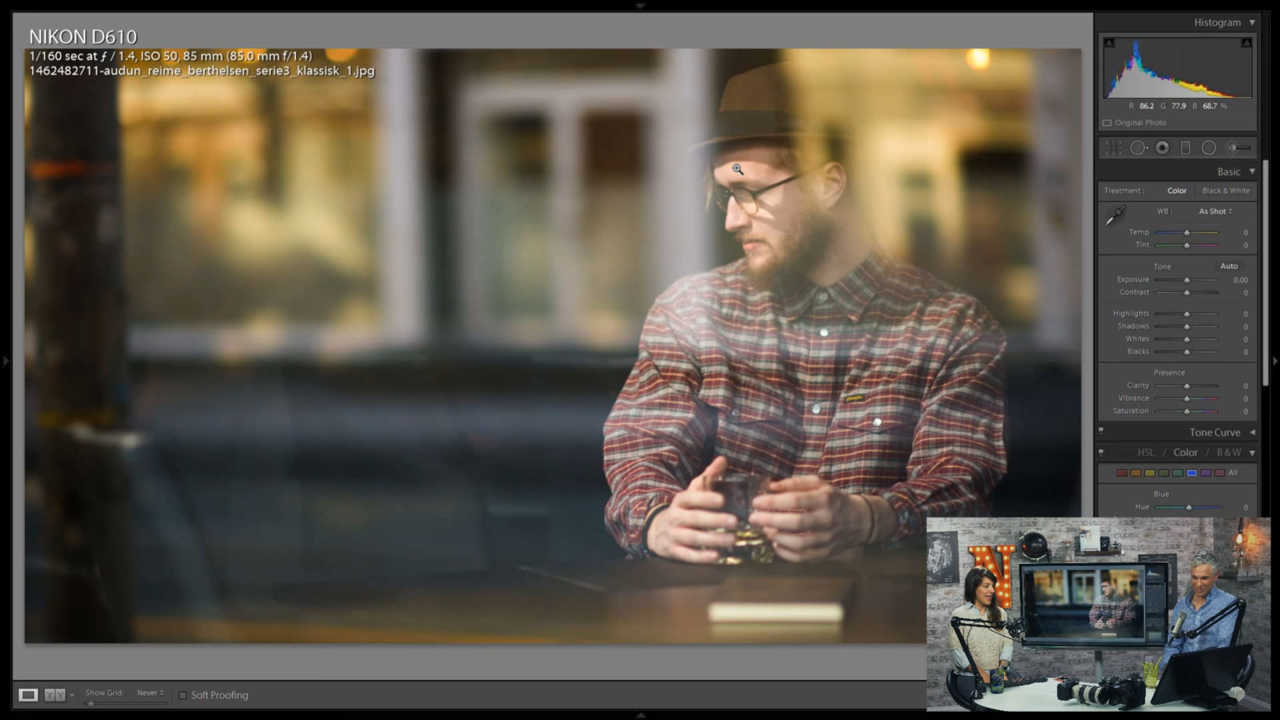 NIKON D610
1/160 sec at ƒ / 1.4, ISO 50, 85 mm (85.0 mm f/1.4)
1462482711-audun_reime_berthelsen_serie3_klassisk_1.jpg
Histogram
R 86.2 G 77.9 B 68.7 %
Original Photo
Basic
Treatment : Color Black & White
WB : As Shot
Temp 0
Tint 0
Tone Auto
Exposure 0.00
Contrast 0
Highlights 0
Shadows 0
Whites 0
Blacks 0
Presence
Clarity 0
Vibrance 0
Saturation 0
Tone Curve
HSL / Color / B & W
All
Blue
Hue 0
N
Show Grid: Never
Soft Proofing